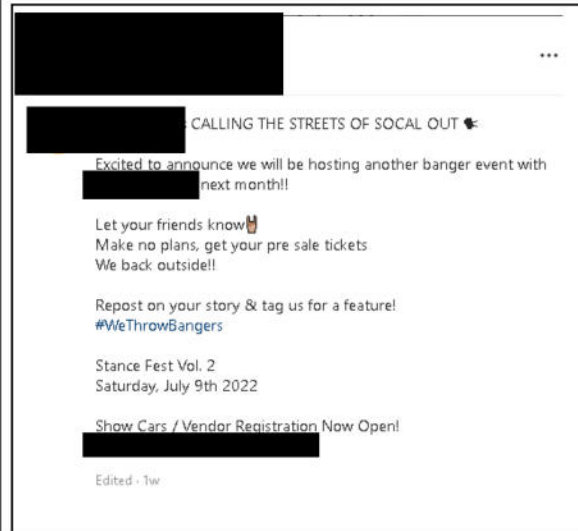 CALLING THE STREETS OF SOCAL OUT 🗣
Excited to announce we will be hosting another banger event with
next month!!
Let your friends know🤘🏽
Make no plans, get your pre sale tickets
We back outside!!
Repost on your story & tag us for a feature!
#WeThrowBangers
Stance Fest Vol. 2
Saturday, July 9th 2022
Show Cars / Vendor Registration Now Open!
Edited · 1w